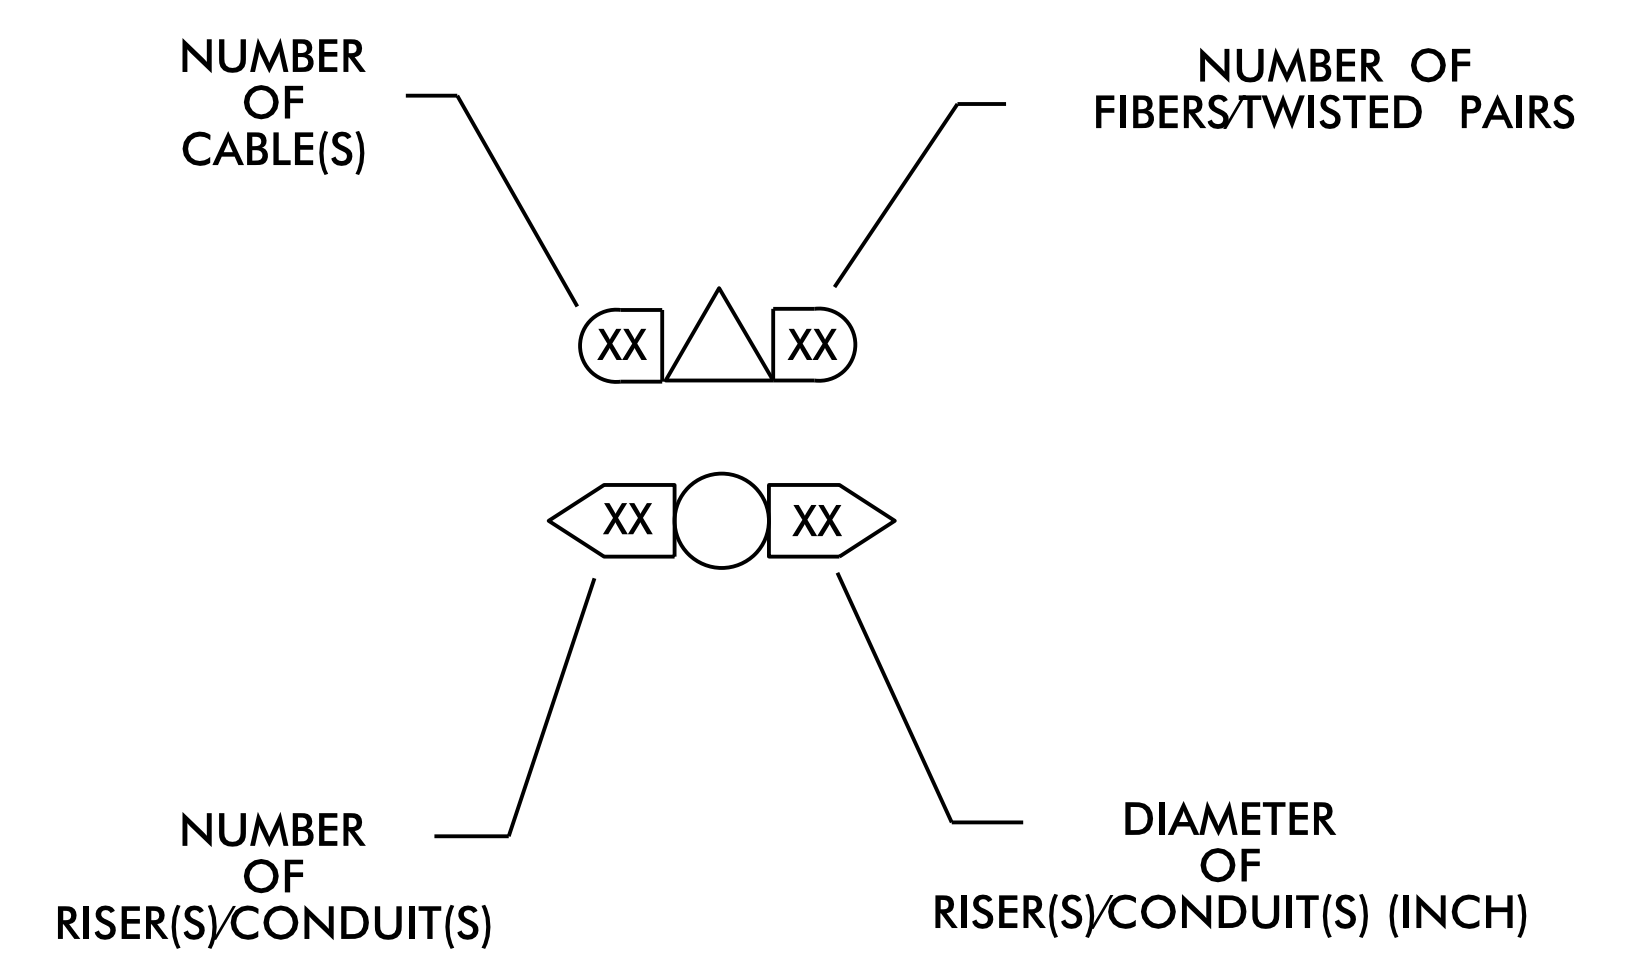 NUMBER
OF
CABLE(S)
NUMBER OF
FIBERS/TWISTED PAIRS
XX
XX
XX
XX
NUMBER
OF
RISER(S)/CONDUIT(S)
DIAMETER
OF
RISER(S)/CONDUIT(S) (INCH)